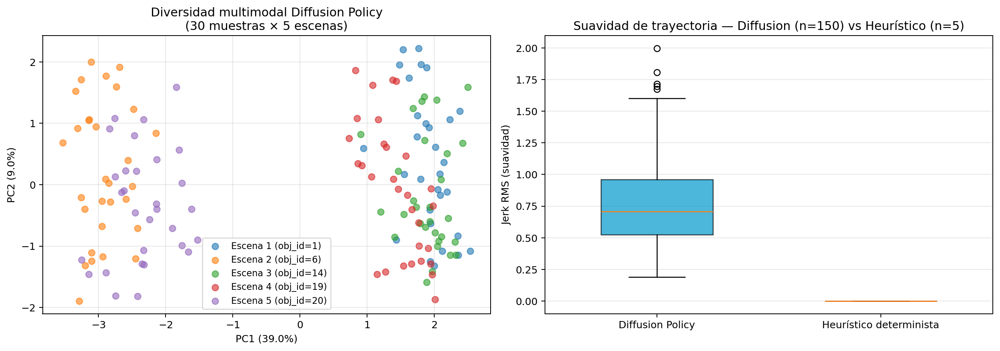 Diversidad multimodal Diffusion Policy
(30 muestras × 5 escenas)
2
1
0
−1
−2
PC2 (9.0%)
−3
−2
−1
0
1
2
PC1 (39.0%)
Escena 1 (obj_id=1)
Escena 2 (obj_id=6)
Escena 3 (obj_id=14)
Escena 4 (obj_id=19)
Escena 5 (obj_id=20)
Suavidad de trayectoria — Diffusion (n=150) vs Heurístico (n=5)
2.00
1.75
1.50
1.25
1.00
0.75
0.50
0.25
0.00
Jerk RMS (suavidad)
Diffusion Policy
Heurístico determinista